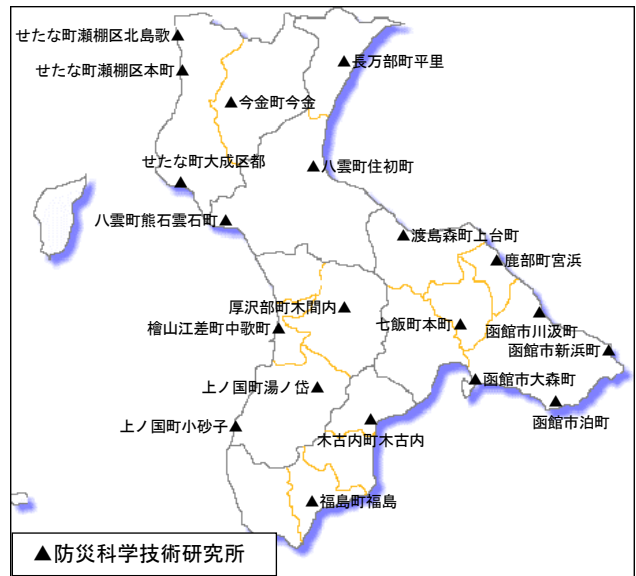 せたな町瀬棚区北島歌
長万部町平里
せたな町瀬棚区本町
今金町今金
せたな町大成区都
八雲町住初町
八雲町熊石雲石町
渡島森町上台町
鹿部町宮浜
厚沢部町木間内
七飯町本町
函館市川汲町
檜山江差町中歌町
函館市新浜町
上ノ国町湯ノ岱
函館市大森町
函館市泊町
上ノ国町小砂子
木古内町木古内
福島町福島
▲防災科学技術研究所